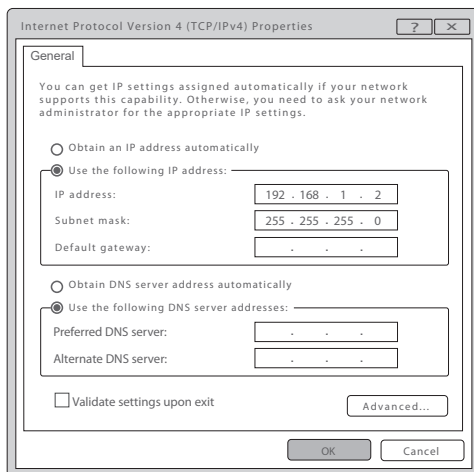 Internet Protocol Version 4 (TCP/IPv4) Properties ? ×
General
You can get IP settings assigned automatically if your network
supports this capability. Otherwise, you need to ask your network
administrator for the appropriate IP settings.
Obtain an IP address automatically
Use the following IP address:
IP address: 192 . 168 . 1 . 2
Subnet mask: 255 . 255 . 255 . 0
Default gateway: . . .
Obtain DNS server address automatically
Use the following DNS server addresses:
Preferred DNS server: . . .
Alternate DNS server: . . .
Validate settings upon exit
Advanced...
OK Cancel